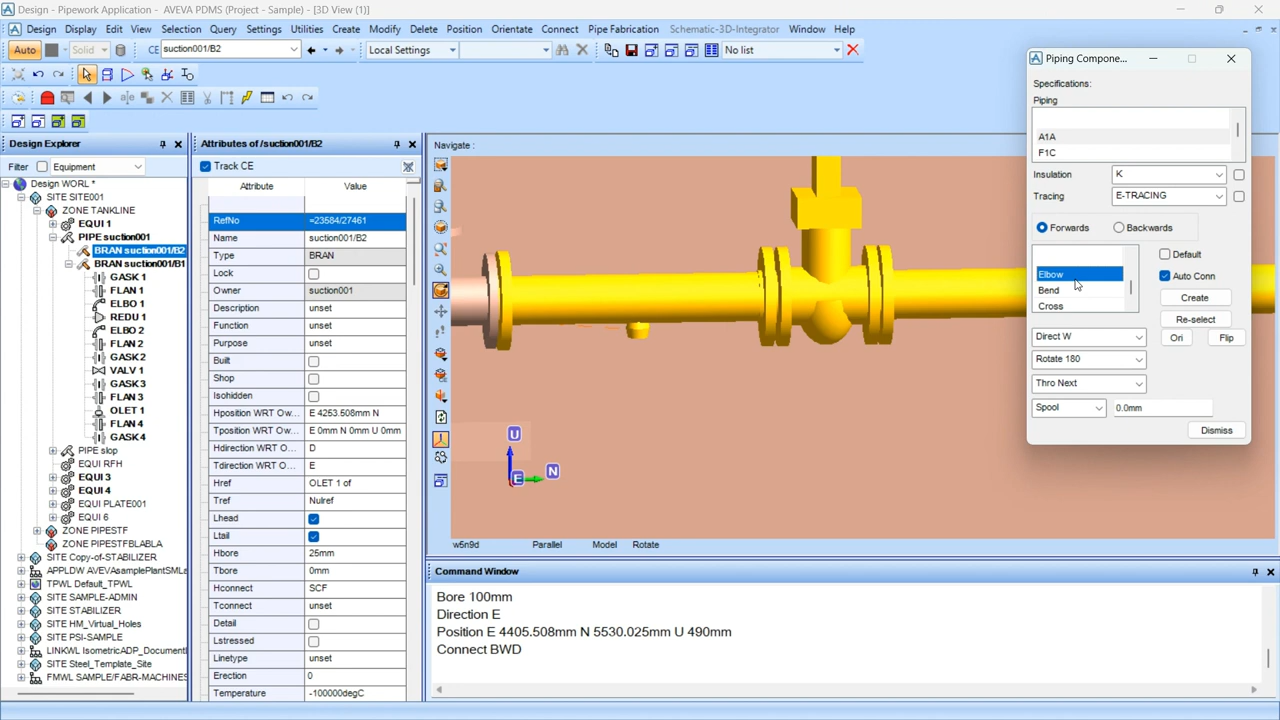 Design - Pipework Application - AVEVA PDMS (Project - Sample) - [3D View (1)]
Design Display Edit View Selection Query Settings Utilities Create Modify Delete Position Orientate Connect Pipe Fabrication Schematic-3D-Integrator Window Help
Auto Solid CE suction001/B2 Local Settings No list
Design Explorer
Filter Equipment
Design WORL *
SITE SITE001
ZONE TANKLINE
EQUI 1
PIPE suction001
BRAN suction001/B2
BRAN suction001/B1
GASK 1
FLAN 1
ELBO 1
REDU 1
ELBO 2
FLAN 2
GASK 2
VALV 1
GASK 3
FLAN 3
OLET 1
FLAN 4
GASK 4
PIPE slop
EQUI RFH
EQUI 3
EQUI 4
EQUI PLATE001
EQUI 6
ZONE PIPESTF
ZONE PIPESTFBLABLA
SITE Copy-of-STABILIZER
APPLDW AVEVAsamplePlantSMLa
TPWL Default_TPWL
SITE SAMPLE-ADMIN
SITE STABILIZER
SITE HM_Virtual_Holes
SITE PSI-SAMPLE
LINKWL IsometricADP_Documentl
SITE Steel_Template_Site
FMWL SAMPLE/FABR-MACHINES
Attributes of /suction001/B2
Track CE
Attribute Value
RefNo =23584/27461
Name suction001/B2
Type BRAN
Lock
Owner suction001
Description unset
Function unset
Purpose unset
Built
Shop
Isohidden
Hposition WRT Ow... E 4253.508mm N
Tposition WRT Ow... E 0mm N 0mm U 0mm
Hdirection WRT O... D
Tdirection WRT O... E
Href OLET 1 of
Tref Nulref
Lhead
Ltail
Hbore 25mm
Tbore 0mm
Hconnect SCF
Tconnect unset
Detail
Lstressed
Linetype unset
Erection 0
Temperature -100000degC
Navigate :
U
N
E
w5n9d Parallel Model Rotate
Command Window
Bore 100mm
Direction E
Position E 4405.508mm N 5530.025mm U 490mm
Connect BWD
Piping Compone...
Specifications:
Piping
A1A
F1C
Insulation K
Tracing E-TRACING
Forwards Backwards
Elbow
Bend
Cross
Default
Auto Conn
Create
Re-select
Direct W Ori Flip
Rotate 180
Thro Next
Spool 0.0mm
Dismiss